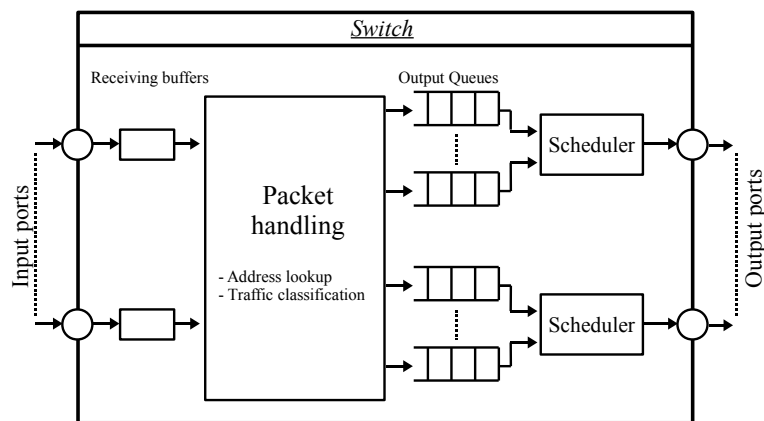 Switch
Receiving buffers
Output Queues
Scheduler
Packet
handling
- Address lookup
- Traffic classification
Scheduler
Input ports
Output ports